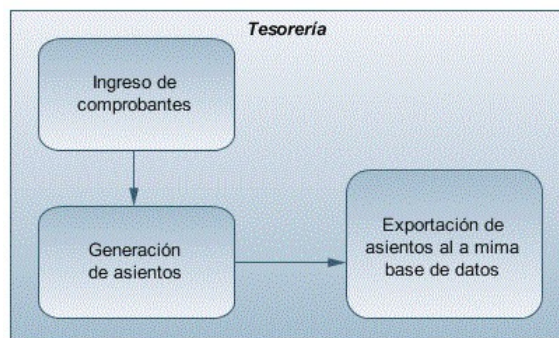 Tesorería
Ingreso de
comprobantes
Generación
de asientos
Exportación de
asientos al a mima
base de datos